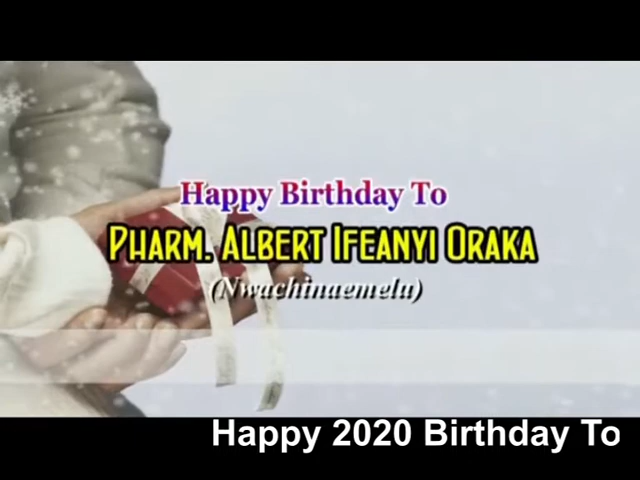 Happy Birthday To
PHARM. ALBERT IFEANYI ORAKA
(Nwachinaemelu)
Happy 2020 Birthday To